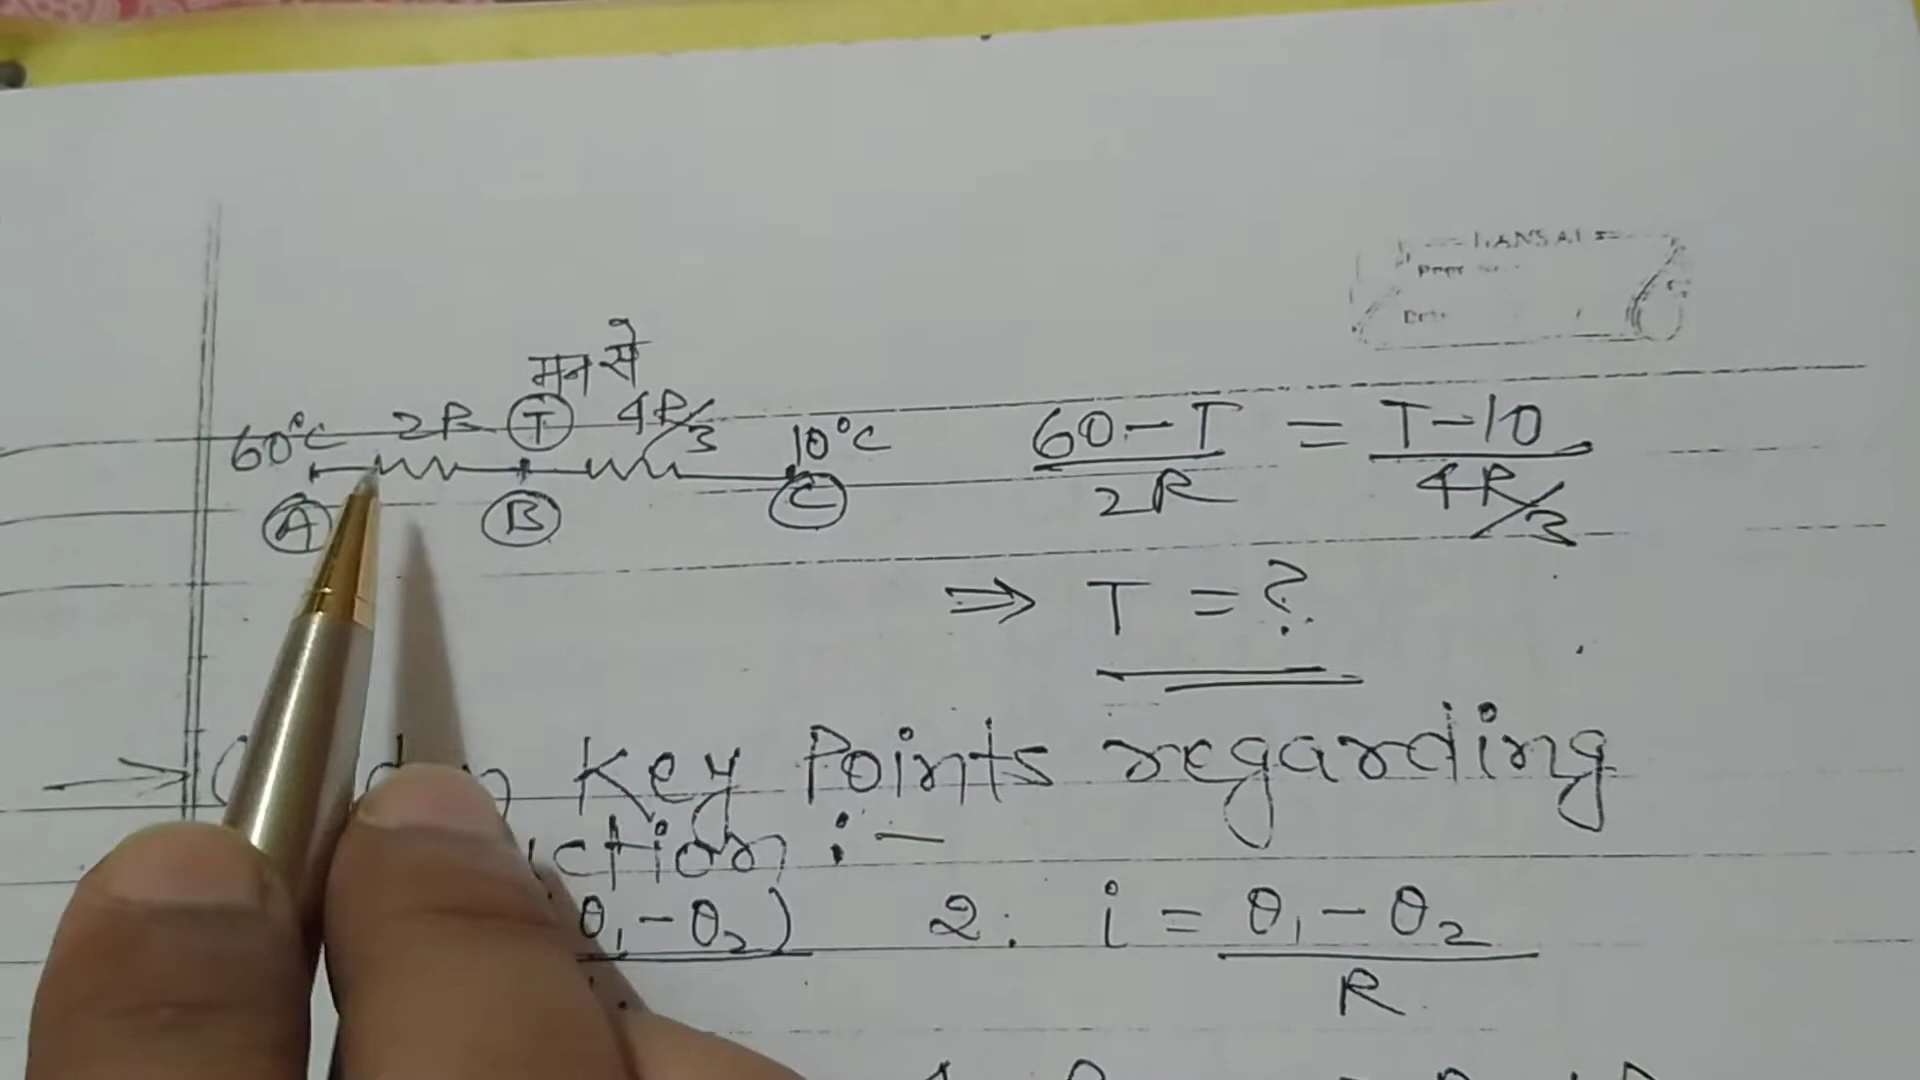 मन से
60°C 2R T 4R/3 10°C
A B C
60-T/2R = T-10/4R/3
⇒ T = ?
→ Key Points regarding
:-
θ₁-θ₂) 2. i = θ₁-θ₂/R